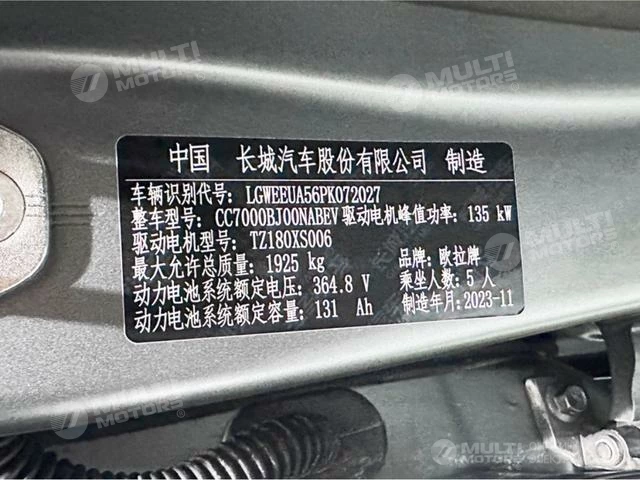 MULTI
MOTORS
MULTI
MOTORS
中国 长城汽车股份有限公司 制造
车辆识别代号: LGWEEUA56PK072027
整车型号: CC7000BJ00NABEV 驱动电机峰值功率: 135 kW
驱动电机型号: TZ180XS006
最大允许总质量: 1925 kg 品牌: 欧拉牌
动力电池系统额定电压: 364.8 V 乘坐人数: 5 人
动力电池系统额定容量: 131 Ah 制造年月: 2023-11
MULTI
MOTORS
MULTI
MOTORS